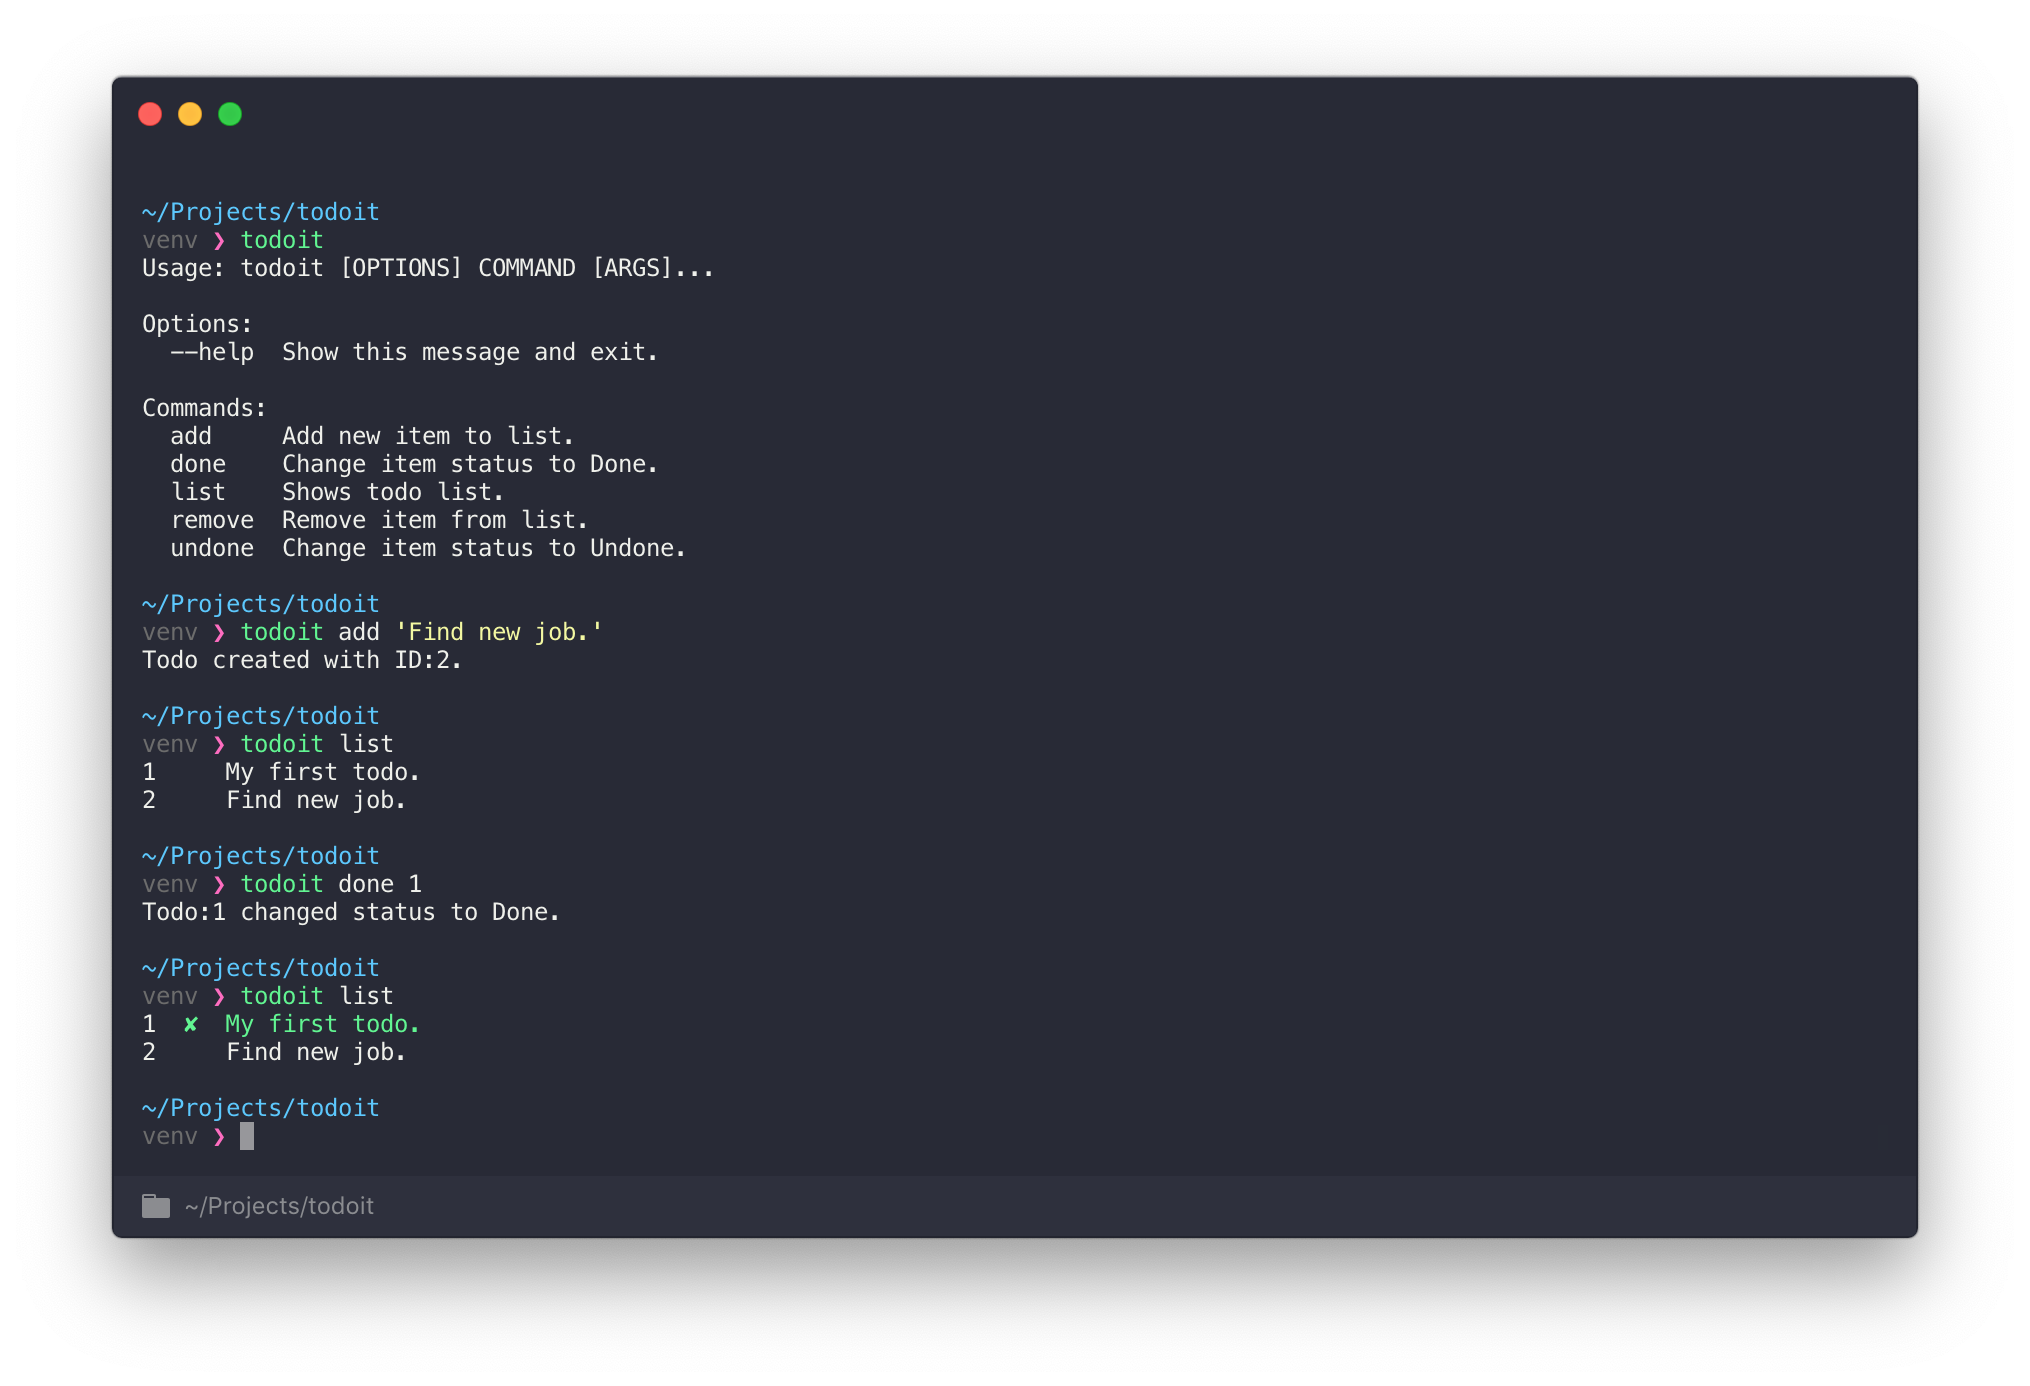 ~/Projects/todoit
venv ❯ todoit
Usage: todoit [OPTIONS] COMMAND [ARGS]...
Options:
  --help  Show this message and exit.
Commands:
  add     Add new item to list.
  done    Change item status to Done.
  list    Shows todo list.
  remove  Remove item from list.
  undone  Change item status to Undone.
~/Projects/todoit
venv ❯ todoit add 'Find new job.'
Todo created with ID:2.
~/Projects/todoit
venv ❯ todoit list
1     My first todo.
2     Find new job.
~/Projects/todoit
venv ❯ todoit done 1
Todo:1 changed status to Done.
~/Projects/todoit
venv ❯ todoit list
1  ✘  My first todo.
2     Find new job.
~/Projects/todoit
venv ❯
~/Projects/todoit